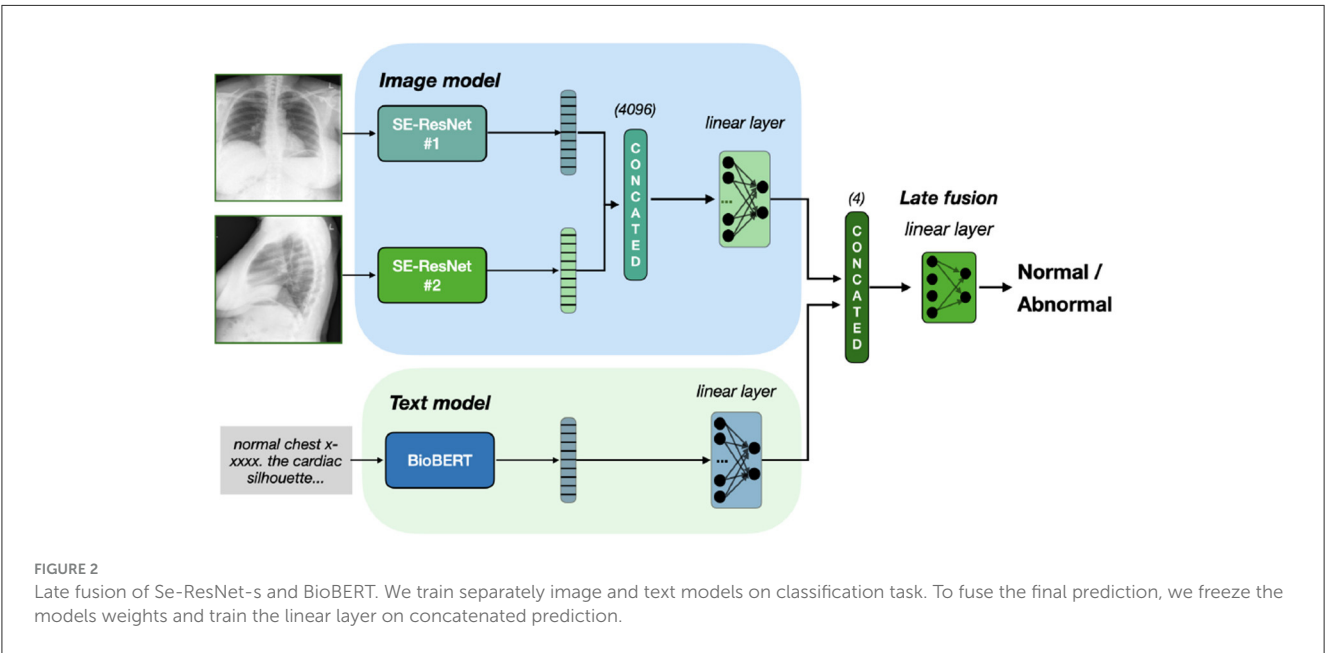 Image model
SE-ResNet
#1
(4096)
CONCATED
linear layer
SE-ResNet
#2
(4)
CONCATED
Late fusion
linear layer
Normal /
Abnormal
Text model
normal chest x-
xxxx. the cardiac
silhouette...
BioBERT
linear layer
...
...
FIGURE 2
Late fusion of Se-ResNet-s and BioBERT. We train separately image and text models on classification task. To fuse the final prediction, we freeze the
models weights and train the linear layer on concatenated prediction.